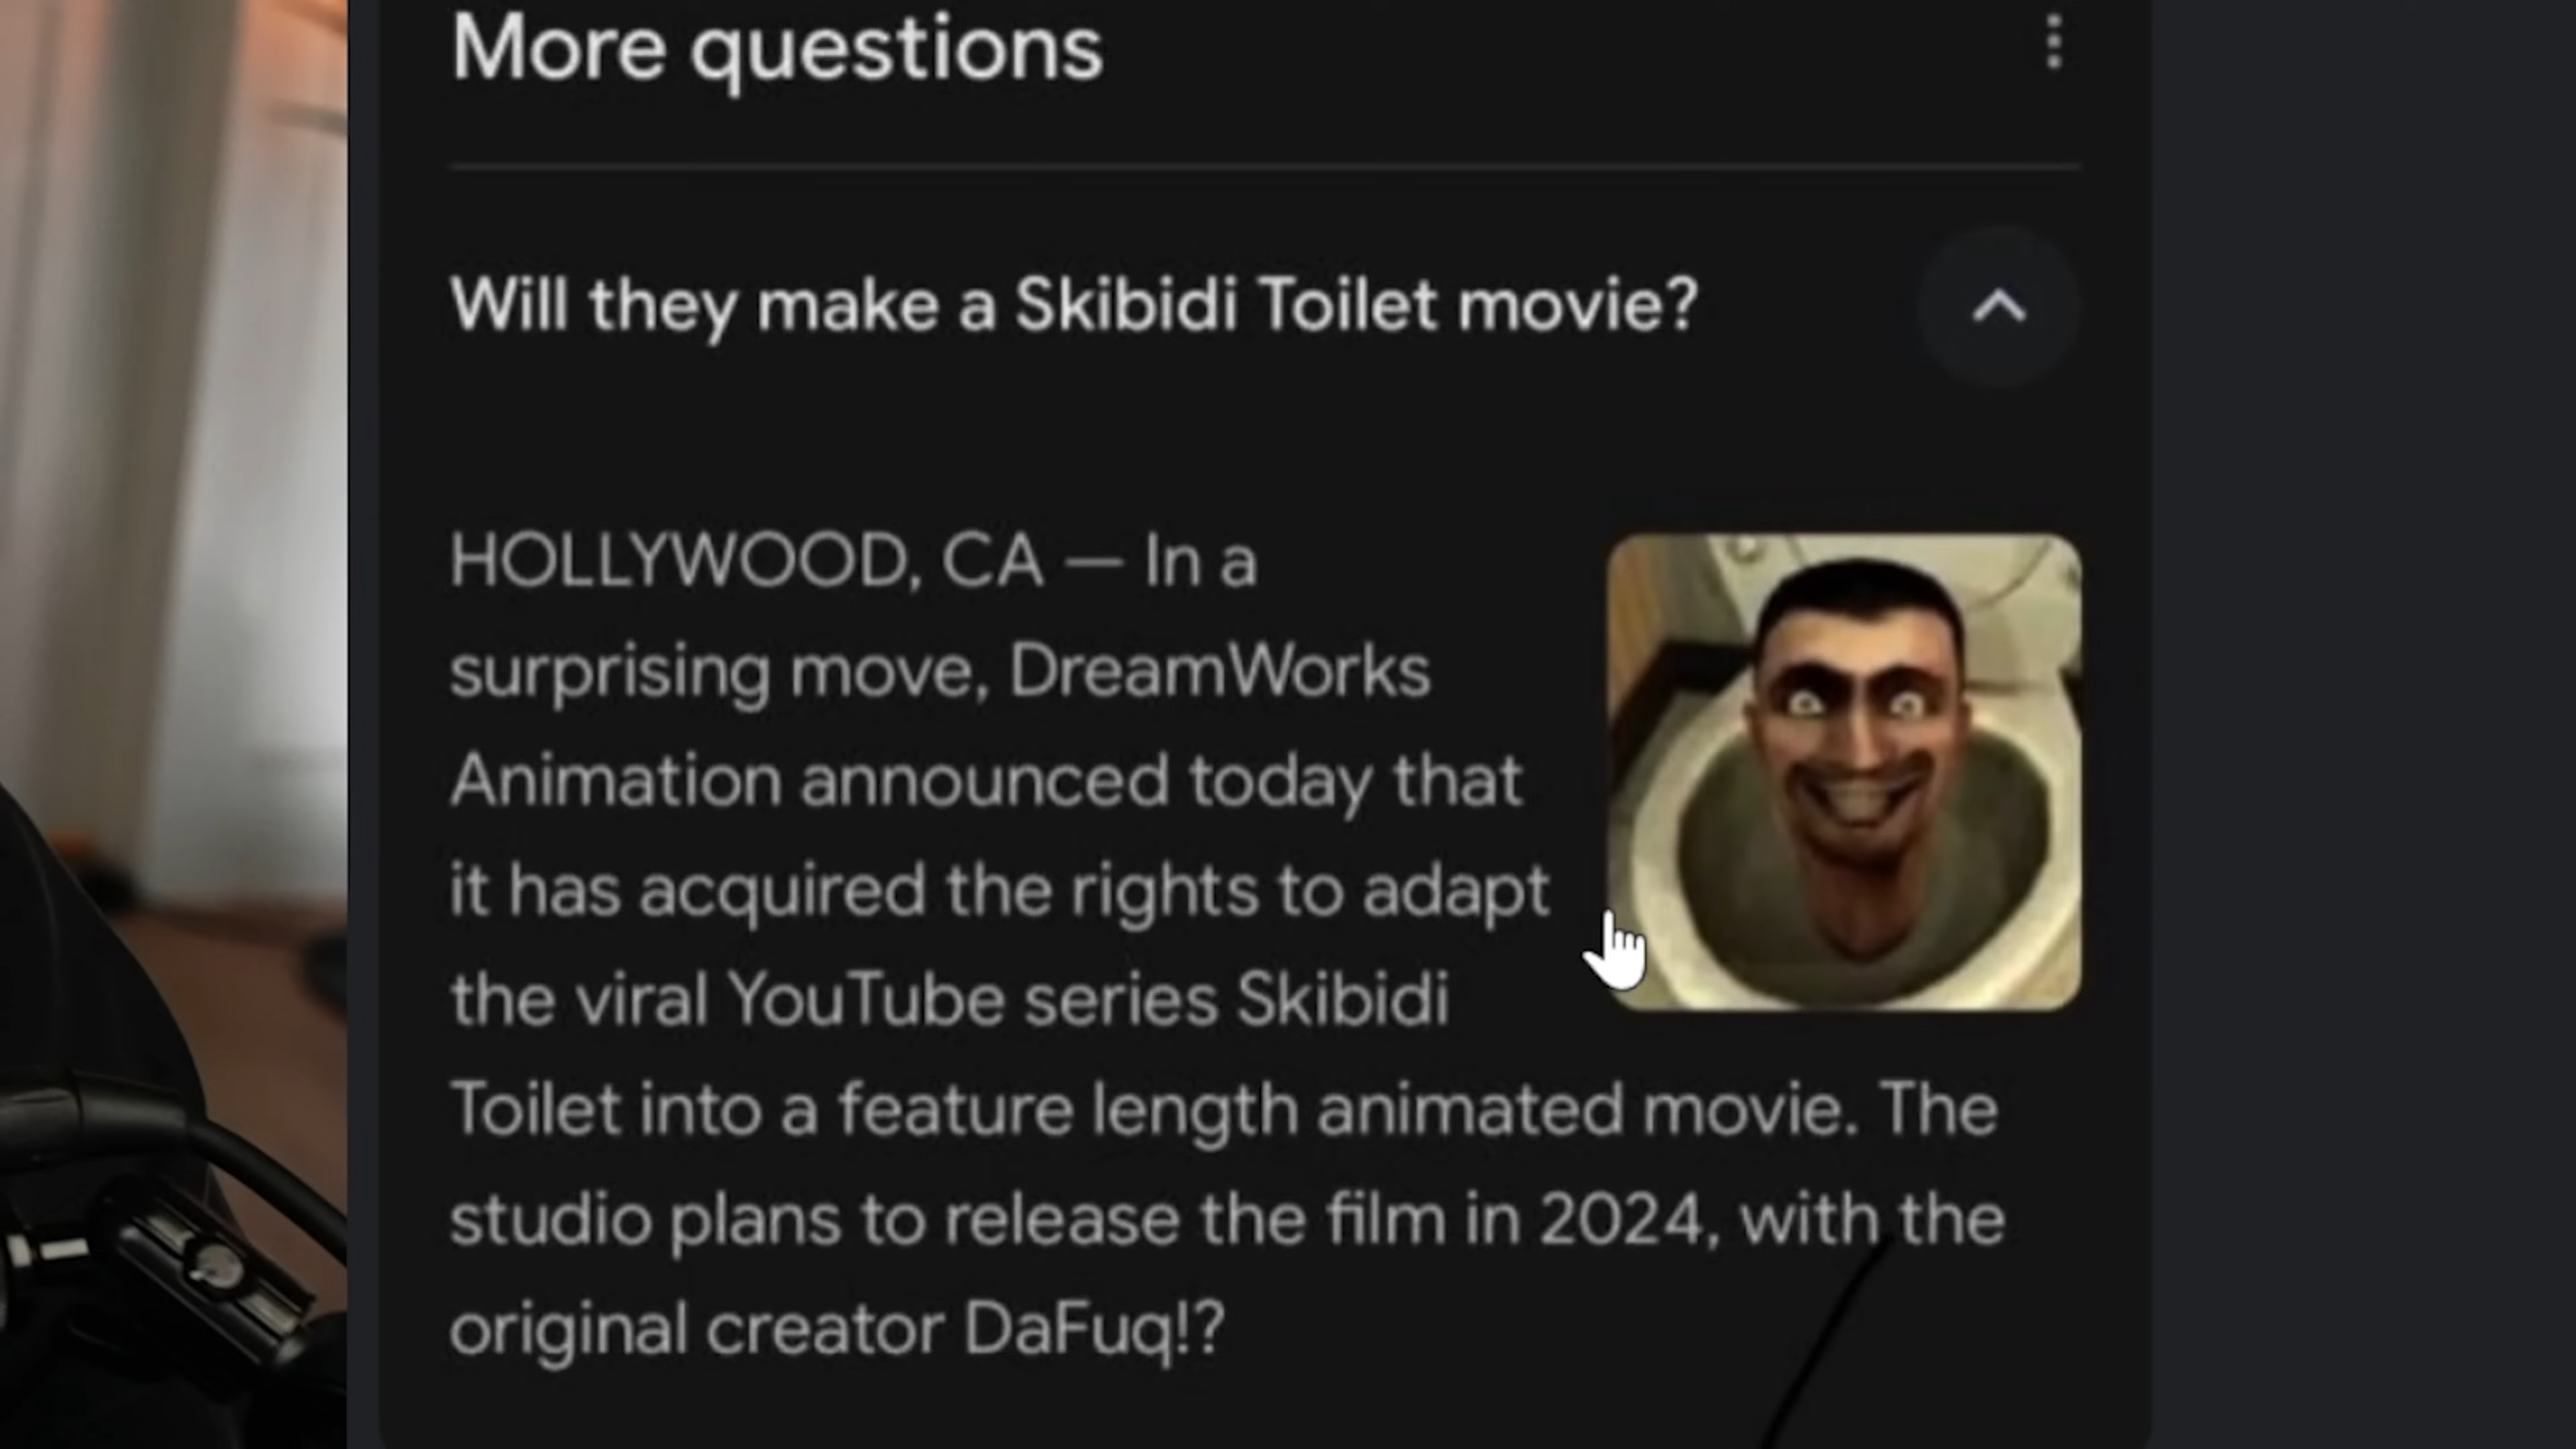 More questions
Will they make a Skibidi Toilet movie?
HOLLYWOOD, CA — In a
surprising move, DreamWorks
Animation announced today that
it has acquired the rights to adapt
the viral YouTube series Skibidi
Toilet into a feature length animated movie. The
studio plans to release the film in 2024, with the
original creator DaFuq!?